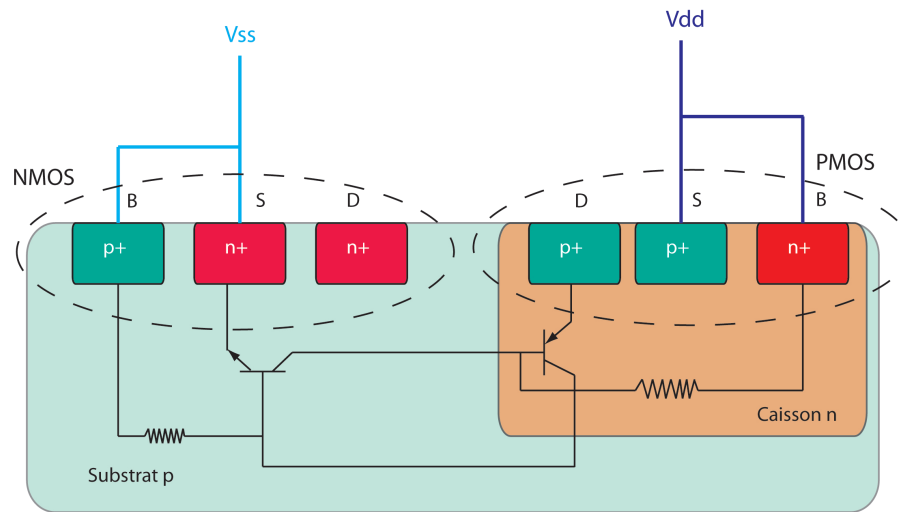 Vss
Vdd
NMOS
PMOS
B
S
D
D
S
B
p+
n+
n+
p+
p+
n+
Caisson n
Substrat p